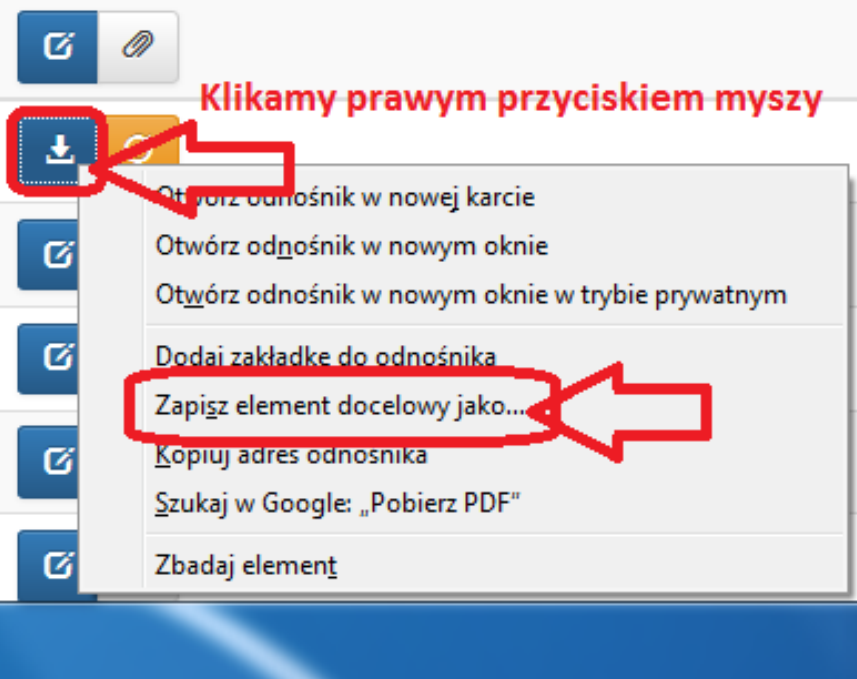 Klikamy prawym przyciskiem myszy
Otwórz odnośnik w nowej karcie
Otwórz odnośnik w nowym oknie
Otwórz odnośnik w nowym oknie w trybie prywatnym
Dodaj zakładkę do odnośnika
Zapisz element docelowy jako...
Kopiuj adres odnośnika
Szukaj w Google: „Pobierz PDF”
Zbadaj element